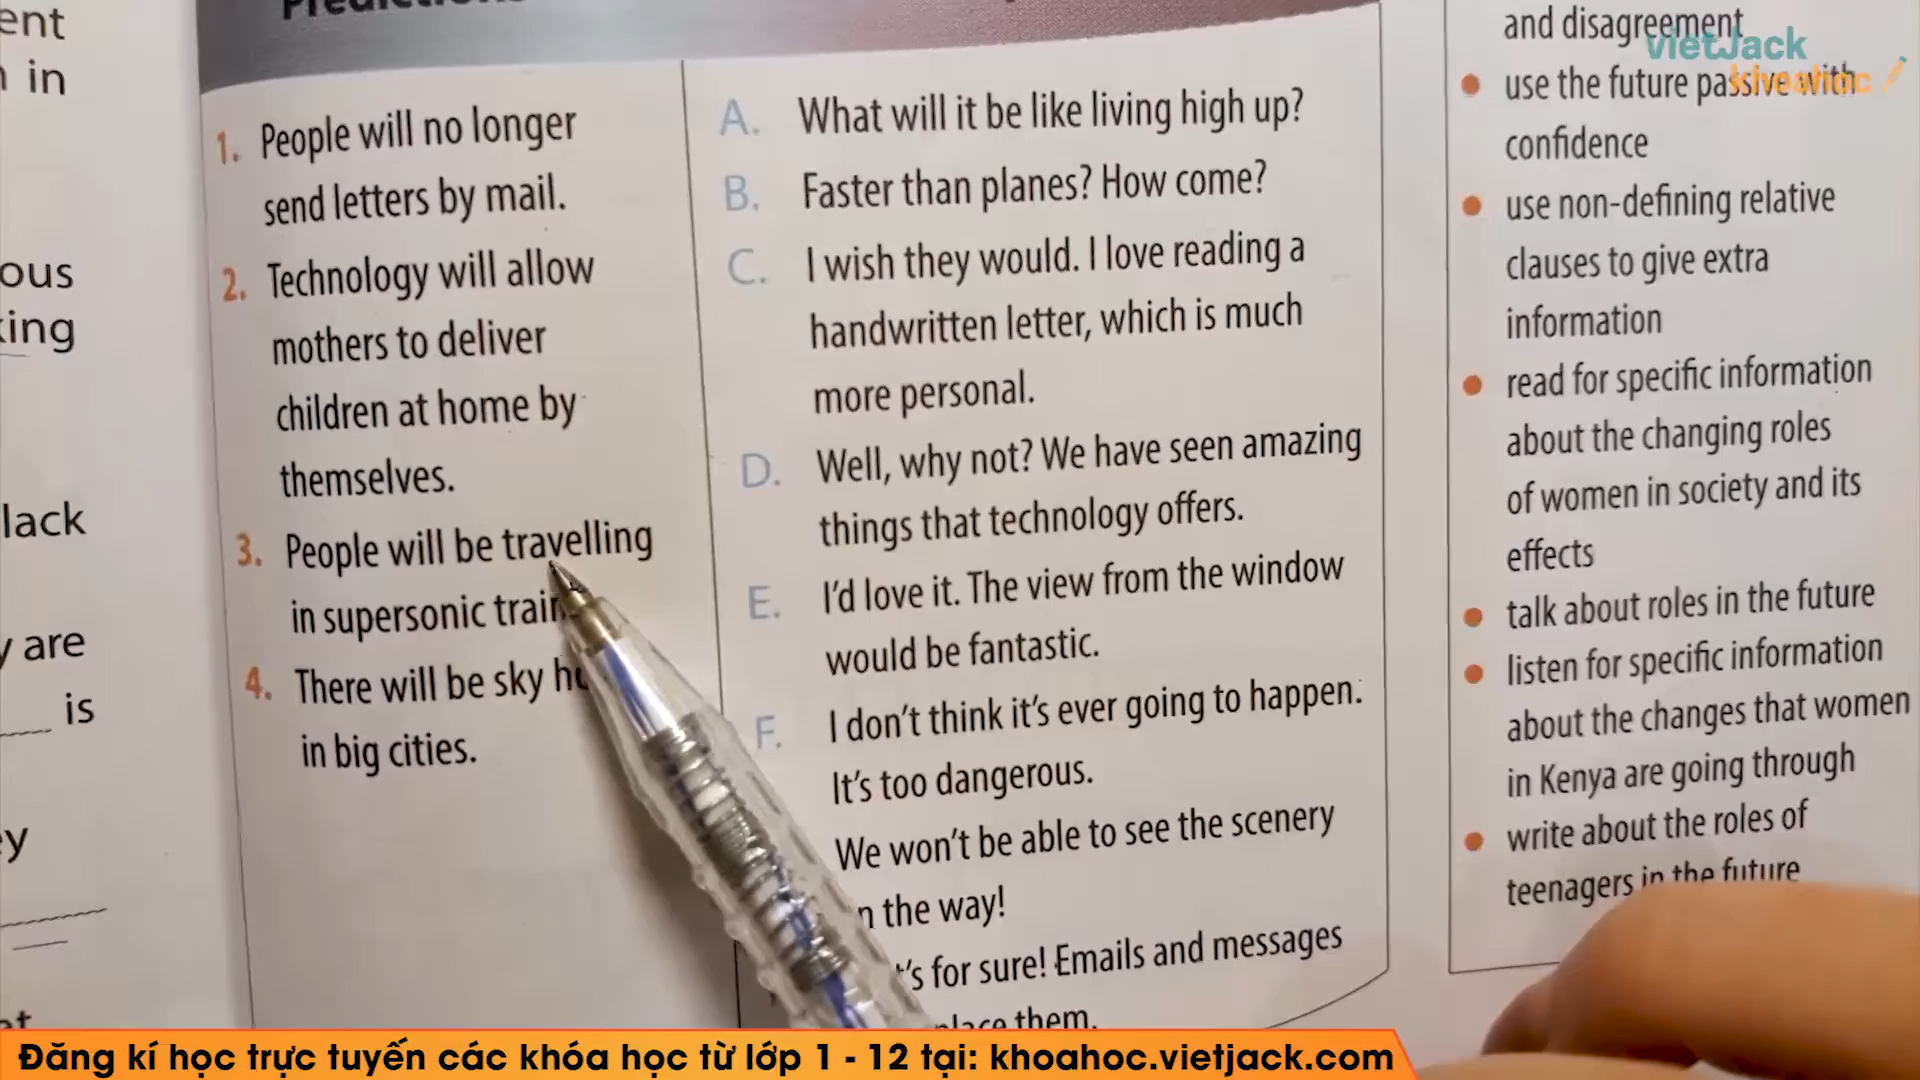 ent
in
ous
king
lack
y are
is
ey
Predictions
1. People will no longer
send letters by mail.
2. Technology will allow
mothers to deliver
children at home by
themselves.
3. People will be travelling
in supersonic train
4. There will be sky ho
in big cities.
A. What will it be like living high up?
B. Faster than planes? How come?
C. I wish they would. I love reading a
handwritten letter, which is much
more personal.
D. Well, why not? We have seen amazing
things that technology offers.
E. I'd love it. The view from the window
would be fantastic.
F. I don't think it's ever going to happen.
It's too dangerous.
We won't be able to see the scenery
n the way!
t's for sure! Emails and messages
place them.
and disagreement
• use the future passive with
confidence
• use non-defining relative
clauses to give extra
information
• read for specific information
about the changing roles
of women in society and its
effects
• talk about roles in the future
• listen for specific information
about the changes that women
in Kenya are going through
• write about the roles of
teenagers in the future
vietJack
khoahoc
Đăng kí học trực tuyến các khóa học từ lớp 1 - 12 tại: khoahoc.vietjack.com